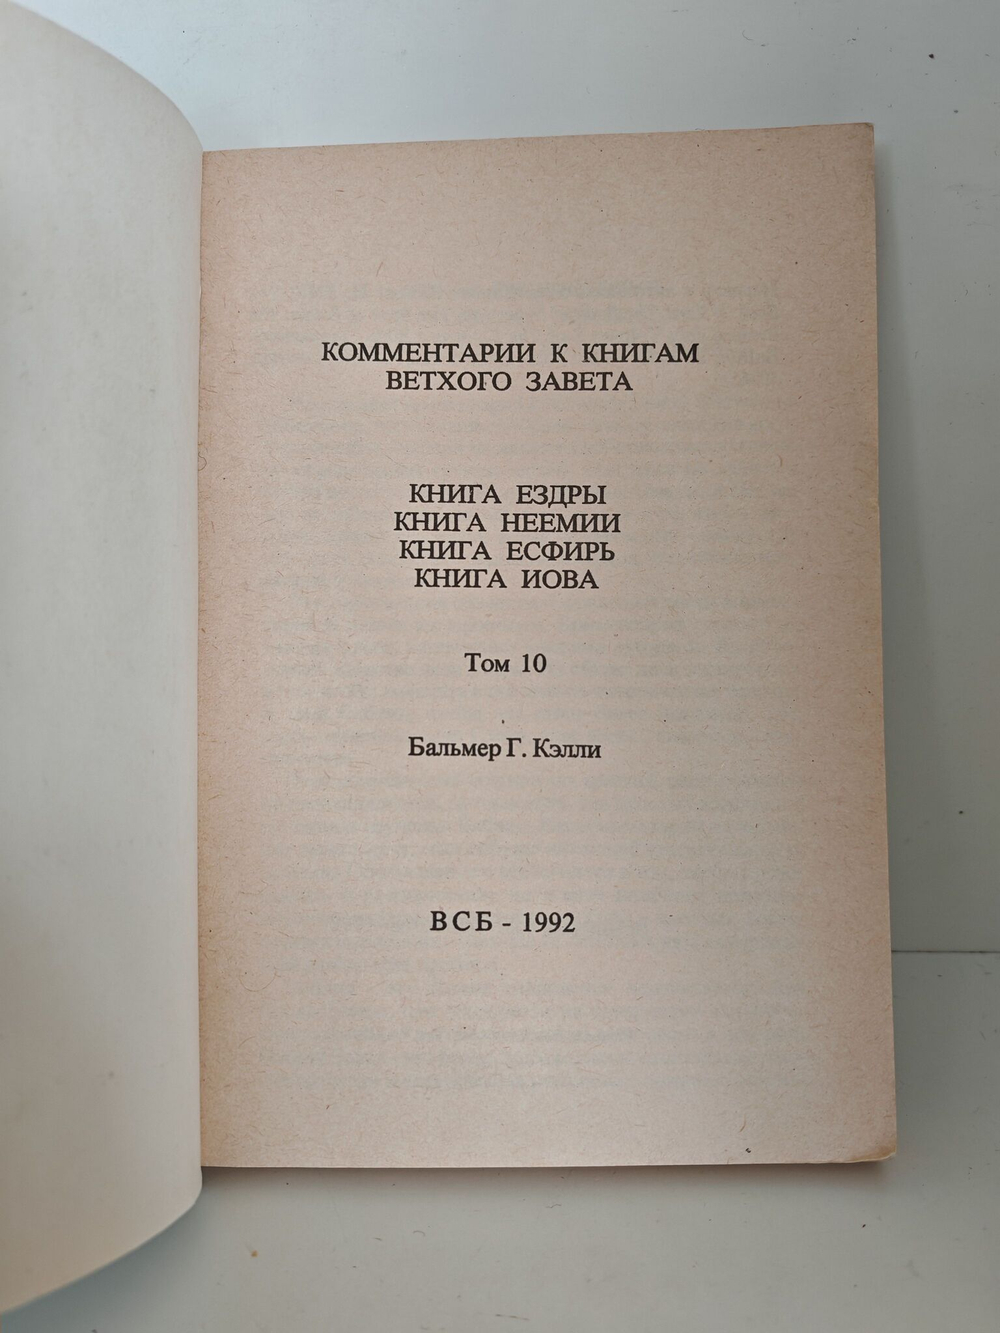 КОММЕНТАРИИ К КНИГАМ
ВЕТХОГО ЗАВЕТА
КНИГА ЕЗДРЫ
КНИГА НЕЕМИИ
КНИГА ЕСФИРЬ
КНИГА ИОВА
Том 10
Бальмер Г. Кэлли
ВСБ - 1992